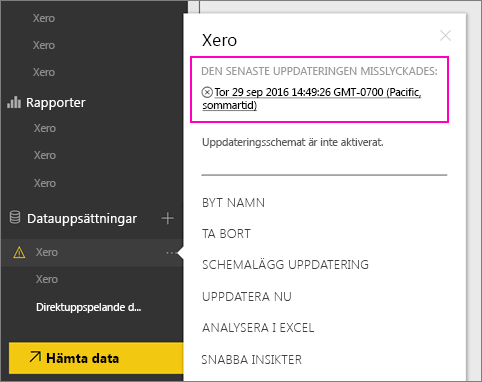 Xero
Xero
Xero
Rapporter
Xero
Xero
Xero
Datauppsättningar
Xero
Xero
Direktuppspelande d...
Hämta data
Xero
DEN SENASTE UPPDATERINGEN MISSLYCKADES:
Tor 29 sep 2016 14:49:26 GMT-0700 (Pacific,
sommartid)
Uppdateringsschemat är inte aktiverat.
BYT NAMN
TA BORT
SCHEMALÄGG UPPDATERING
UPPDATERA NU
ANALYSERA I EXCEL
SNABBA INSIKTER